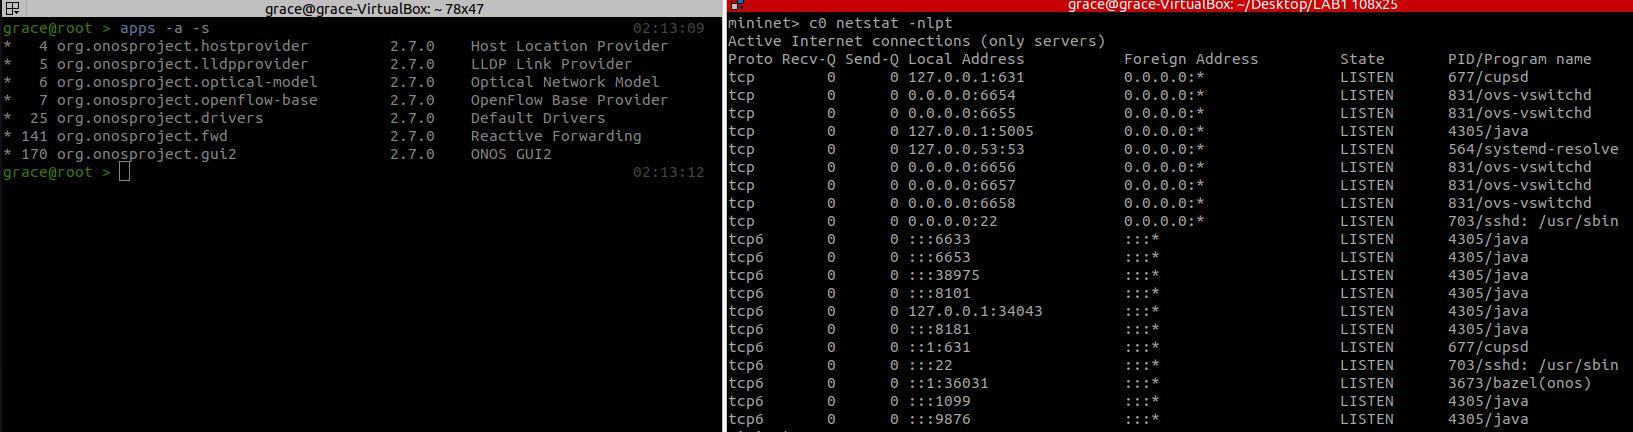 grace@grace-VirtualBox: ~ 78x47
grace@root > apps -a -s 02:13:09
* 4 org.onosproject.hostprovider 2.7.0 Host Location Provider
* 5 org.onosproject.lldpprovider 2.7.0 LLDP Link Provider
* 6 org.onosproject.optical-model 2.7.0 Optical Network Model
* 7 org.onosproject.openflow-base 2.7.0 OpenFlow Base Provider
* 25 org.onosproject.drivers 2.7.0 Default Drivers
* 141 org.onosproject.fwd 2.7.0 Reactive Forwarding
* 170 org.onosproject.gui2 2.7.0 ONOS GUI2
grace@root > 02:13:12
grace@grace-VirtualBox: ~/Desktop/LAB1 108x25
mininet> c0 netstat -nlpt
Active Internet connections (only servers)
Proto Recv-Q Send-Q Local Address Foreign Address State PID/Program name
tcp 0 0 127.0.0.1:631 0.0.0.0:* LISTEN 677/cupsd
tcp 0 0 0.0.0.0:6654 0.0.0.0:* LISTEN 831/ovs-vswitchd
tcp 0 0 0.0.0.0:6655 0.0.0.0:* LISTEN 831/ovs-vswitchd
tcp 0 0 127.0.0.1:5005 0.0.0.0:* LISTEN 4305/java
tcp 0 0 127.0.0.53:53 0.0.0.0:* LISTEN 564/systemd-resolve
tcp 0 0 0.0.0.0:6656 0.0.0.0:* LISTEN 831/ovs-vswitchd
tcp 0 0 0.0.0.0:6657 0.0.0.0:* LISTEN 831/ovs-vswitchd
tcp 0 0 0.0.0.0:6658 0.0.0.0:* LISTEN 831/ovs-vswitchd
tcp 0 0 0.0.0.0:22 0.0.0.0:* LISTEN 703/sshd: /usr/sbin
tcp6 0 0 :::6633 :::* LISTEN 4305/java
tcp6 0 0 :::6653 :::* LISTEN 4305/java
tcp6 0 0 :::38975 :::* LISTEN 4305/java
tcp6 0 0 :::8101 :::* LISTEN 4305/java
tcp6 0 0 127.0.0.1:34043 :::* LISTEN 4305/java
tcp6 0 0 :::8181 :::* LISTEN 4305/java
tcp6 0 0 ::1:631 :::* LISTEN 677/cupsd
tcp6 0 0 :::22 :::* LISTEN 703/sshd: /usr/sbin
tcp6 0 0 ::1:36031 :::* LISTEN 3673/bazel(onos)
tcp6 0 0 :::1099 :::* LISTEN 4305/java
tcp6 0 0 :::9876 :::* LISTEN 4305/java